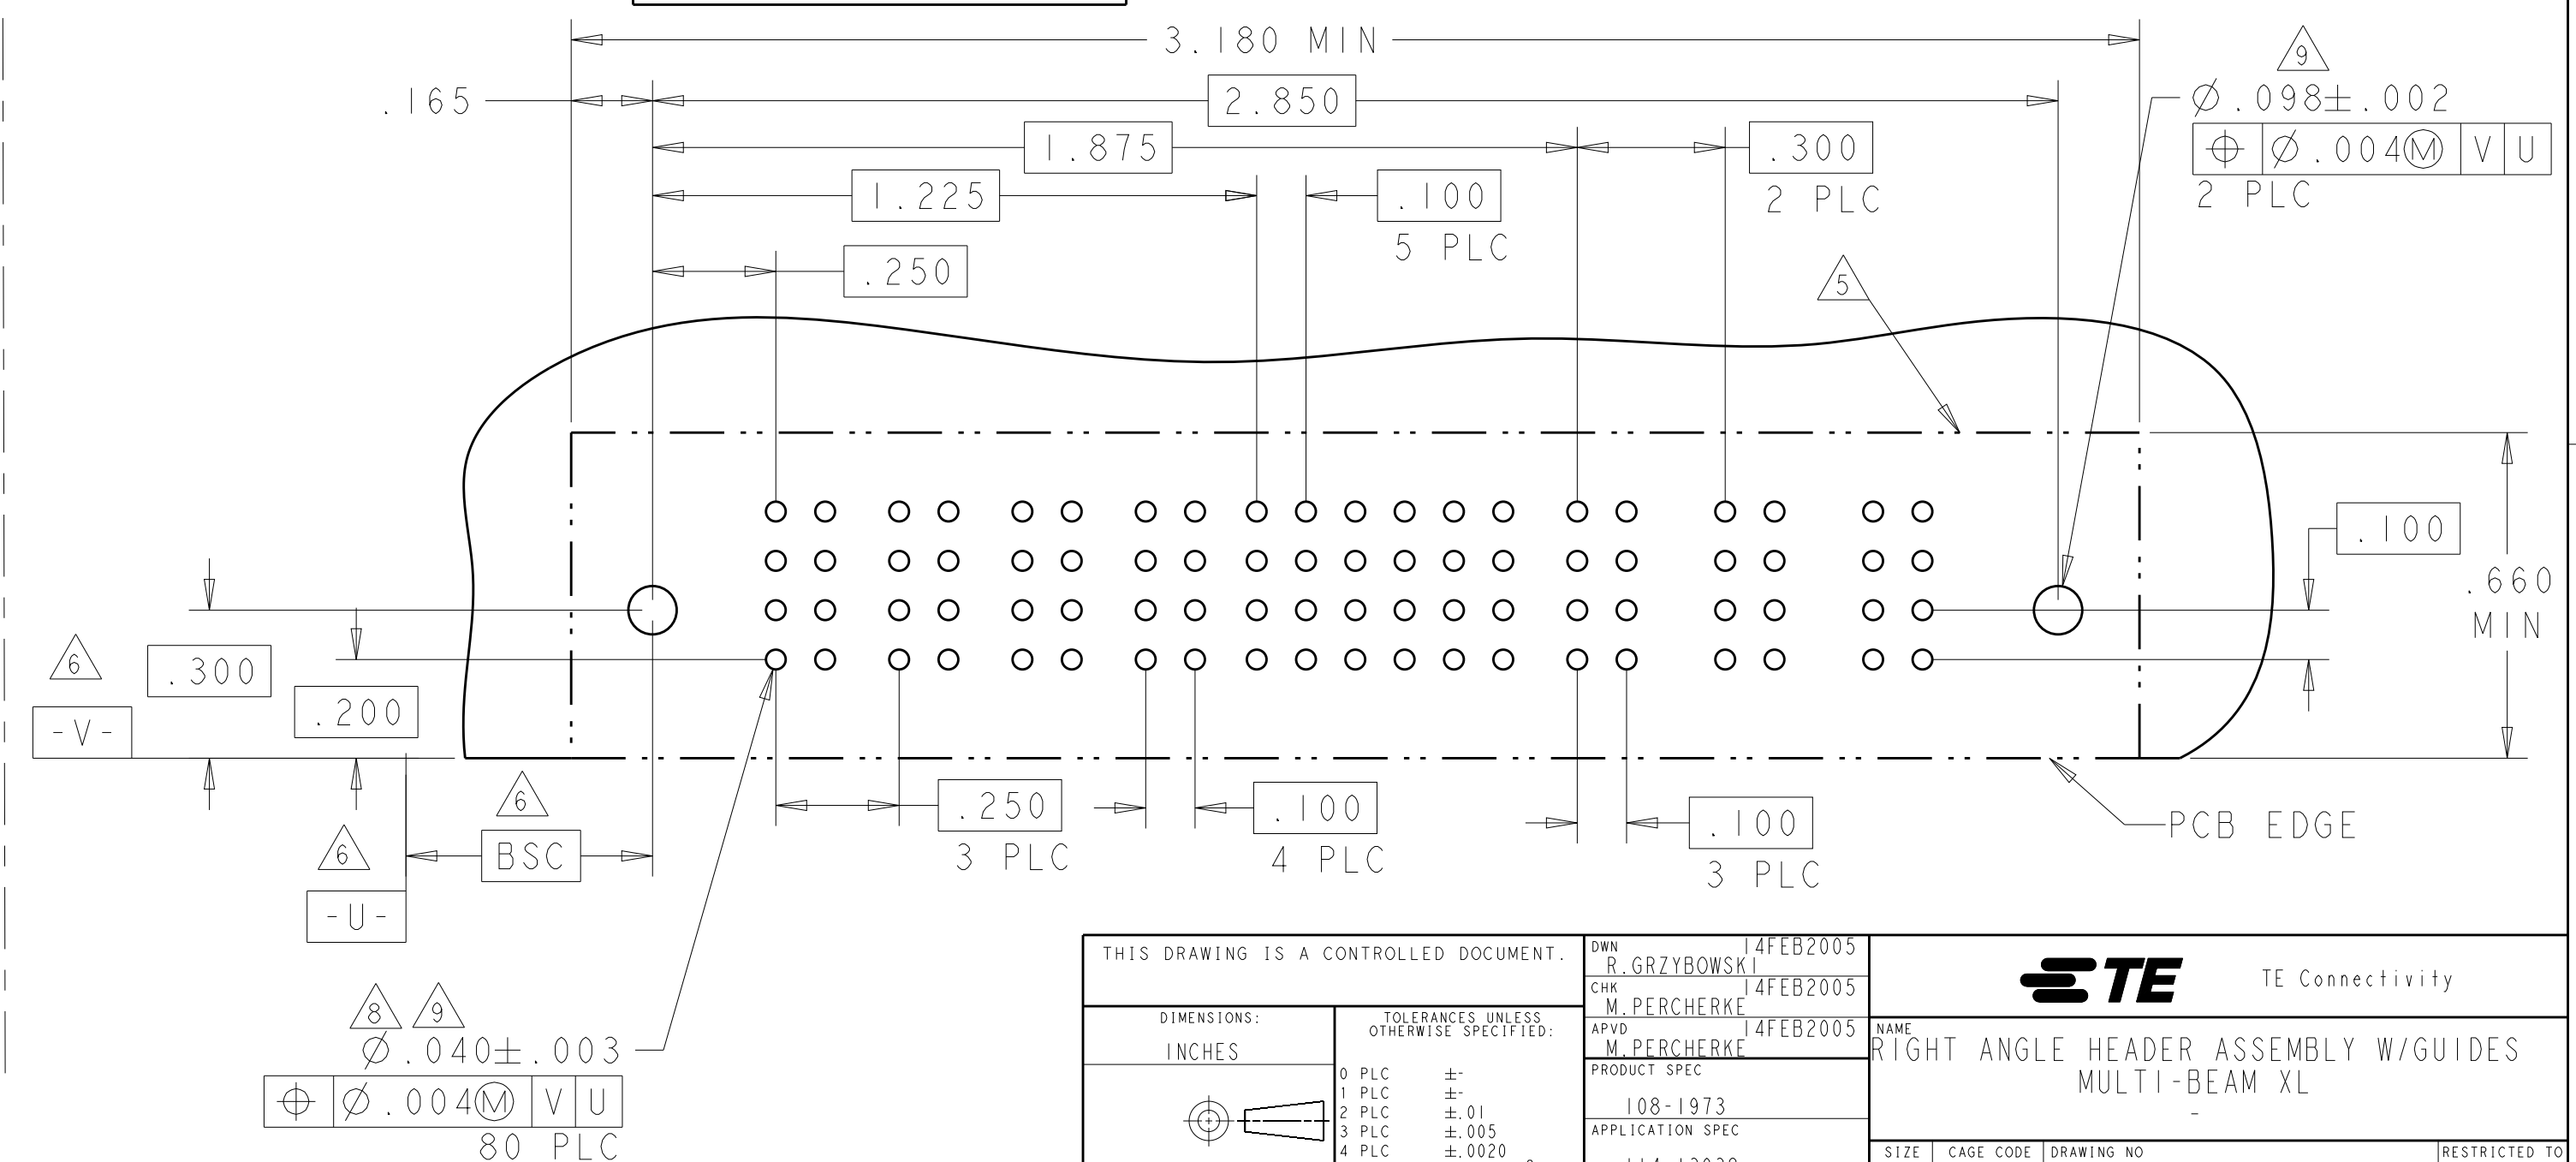 3.180 MIN
9
.165
2.850
Ø.098±.002
1.875
.300
⌖ Ø.004Ⓜ V U
2 PLC
2 PLC
1.225
.100
5 PLC
.250
5
.100
.660
MIN
6
.300
.200
-V-
6
.250
3 PLC
.100
4 PLC
.100
3 PLC
PCB EDGE
6
BSC
-U-
8 9
Ø.040±.003
⌖ Ø.004Ⓜ V U
80 PLC
THIS DRAWING IS A CONTROLLED DOCUMENT.
DWN 14FEB2005
R.GRZYBOWSKI
CHK 14FEB2005
M.PERCHERKE
APVD 14FEB2005
M.PERCHERKE
TE TE Connectivity
DIMENSIONS:
INCHES
TOLERANCES UNLESS
OTHERWISE SPECIFIED:
0 PLC ±-
1 PLC ±-
2 PLC ±.01
3 PLC ±.005
4 PLC ±.0020
PRODUCT SPEC
108-1973
APPLICATION SPEC
NAME
RIGHT ANGLE HEADER ASSEMBLY W/GUIDES
MULTI-BEAM XL
-
SIZE CAGE CODE DRAWING NO RESTRICTED TO